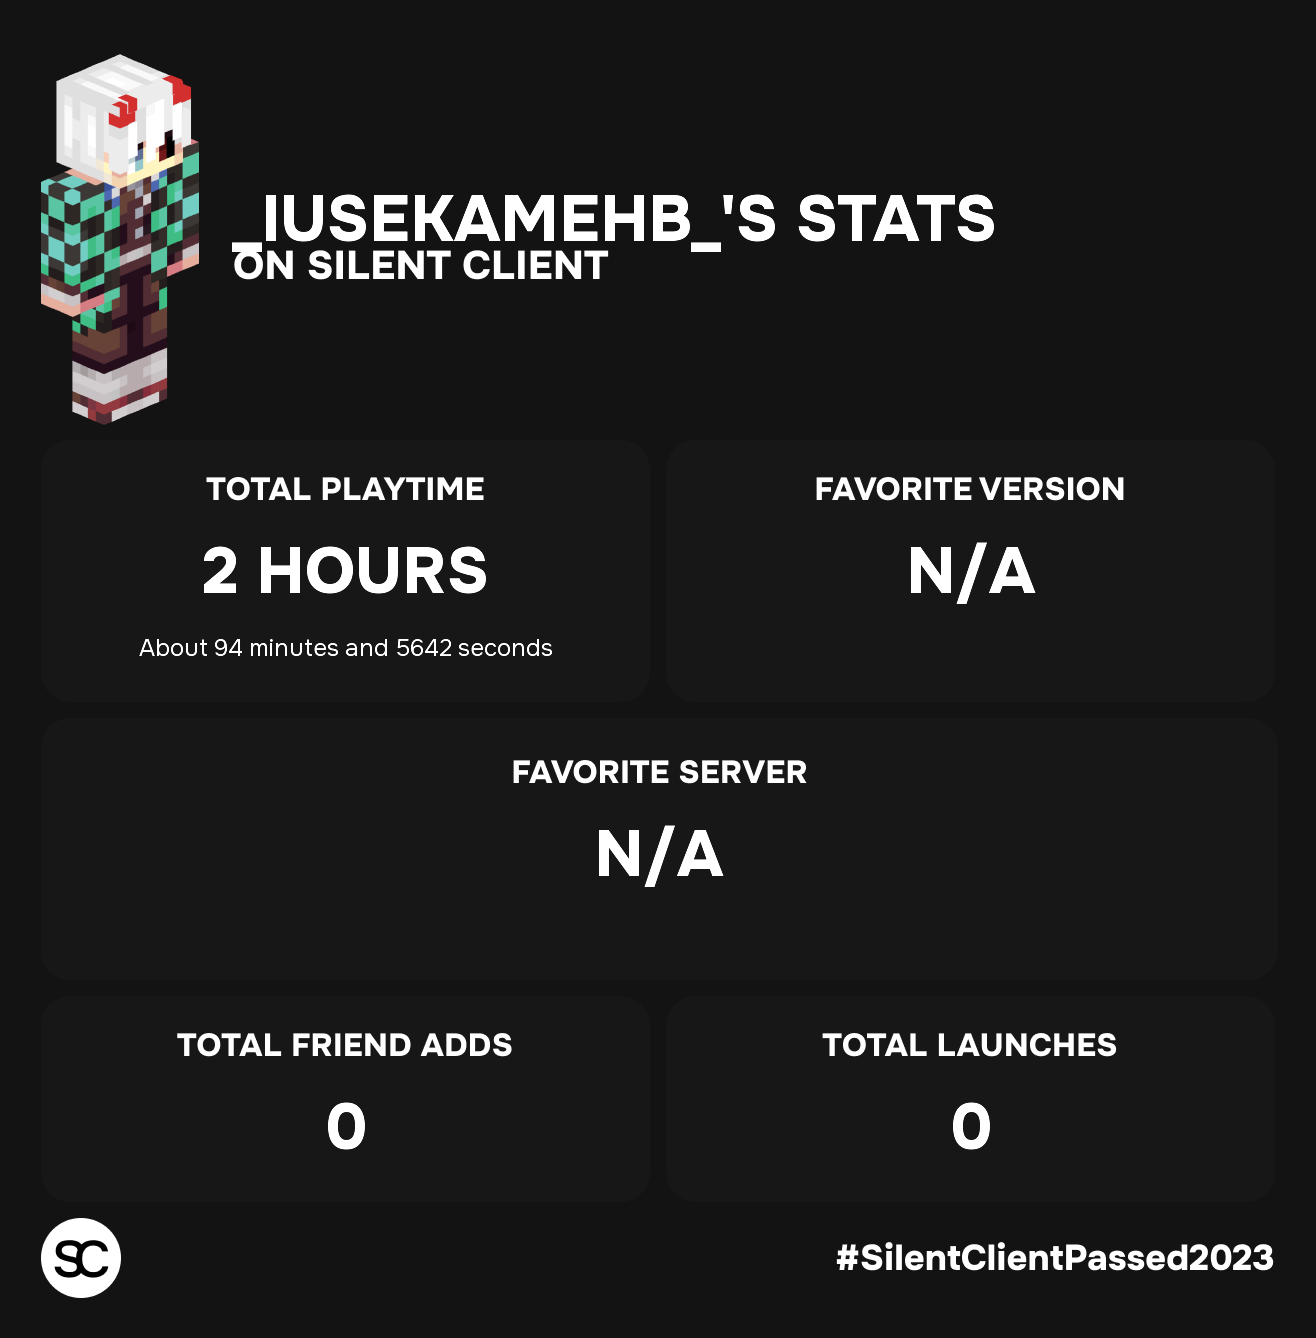 _IUSEKAMEHB_'S STATS
ON SILENT CLIENT
TOTAL PLAYTIME
2 HOURS
About 94 minutes and 5642 seconds
FAVORITE VERSION
N/A
FAVORITE SERVER
N/A
TOTAL FRIEND ADDS
0
TOTAL LAUNCHES
0
SC
#SilentClientPassed2023